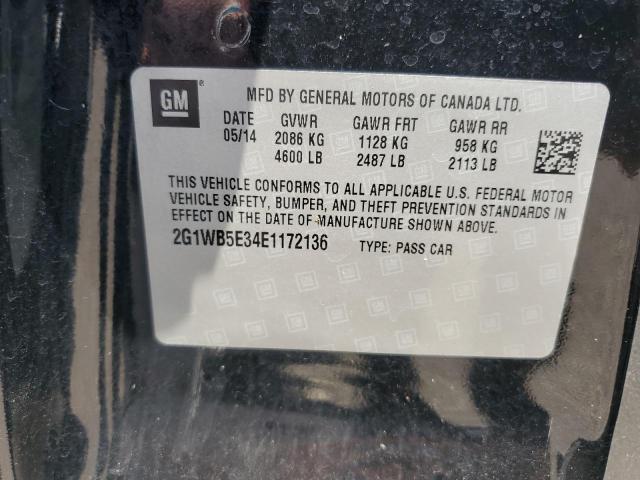 GM
MFD BY GENERAL MOTORS OF CANADA LTD.
DATE GVWR GAWR FRT GAWR RR
05/14 2086 KG 1128 KG 958 KG
4600 LB 2487 LB 2113 LB
THIS VEHICLE CONFORMS TO ALL APPLICABLE U.S. FEDERAL MOTOR
VEHICLE SAFETY, BUMPER, AND THEFT PREVENTION STANDARDS IN
EFFECT ON THE DATE OF MANUFACTURE SHOWN ABOVE.
2G1WB5E34E1172136 TYPE: PASS CAR